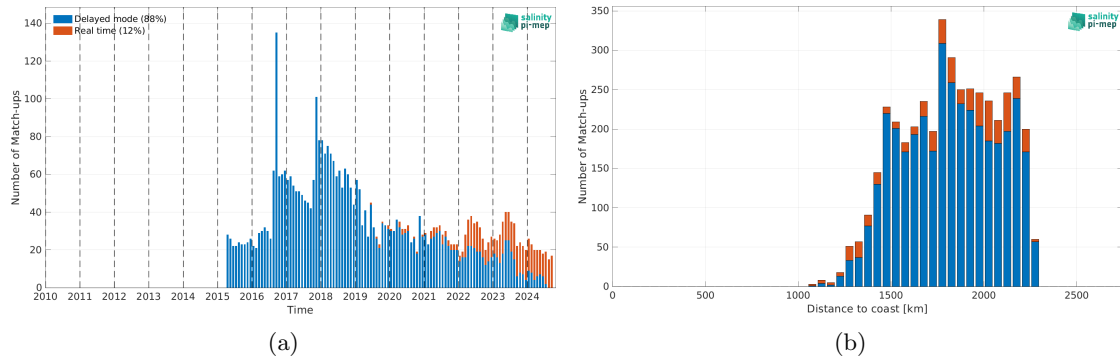 Delayed mode (88%)
Real time (12%)
salinity
pi-mep
Number of Match-ups
140
120
100
80
60
40
20
0
2010 2011 2012 2013 2014 2015 2016 2017 2018 2019 2020 2021 2022 2023 2024
Time
(a)
salinity
pi-mep
Number of Match-ups
350
300
250
200
150
100
50
0
0 500 1000 1500 2000 2500
Distance to coast [km]
(b)